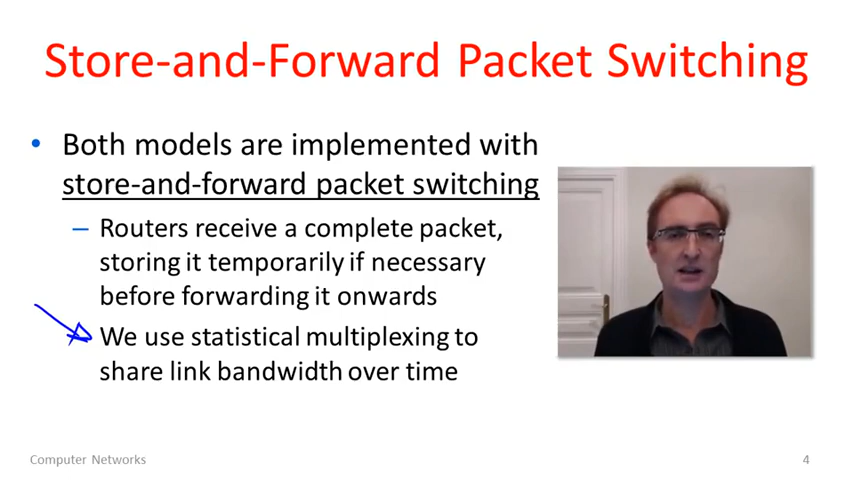 Store-and-Forward Packet Switching
• Both models are implemented with
store-and-forward packet switching
– Routers receive a complete packet,
storing it temporarily if necessary
before forwarding it onwards
– We use statistical multiplexing to
share link bandwidth over time
Computer Networks
4